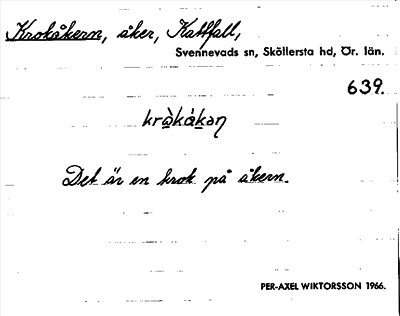 Krokåkern, åker, Kattfall,
Svennevads sn, Sköllersta hd, Ör. län.
639.
kràkákəṇ
Det är en krok på åkern.
PER-AXEL WIKTORSSON 1966.